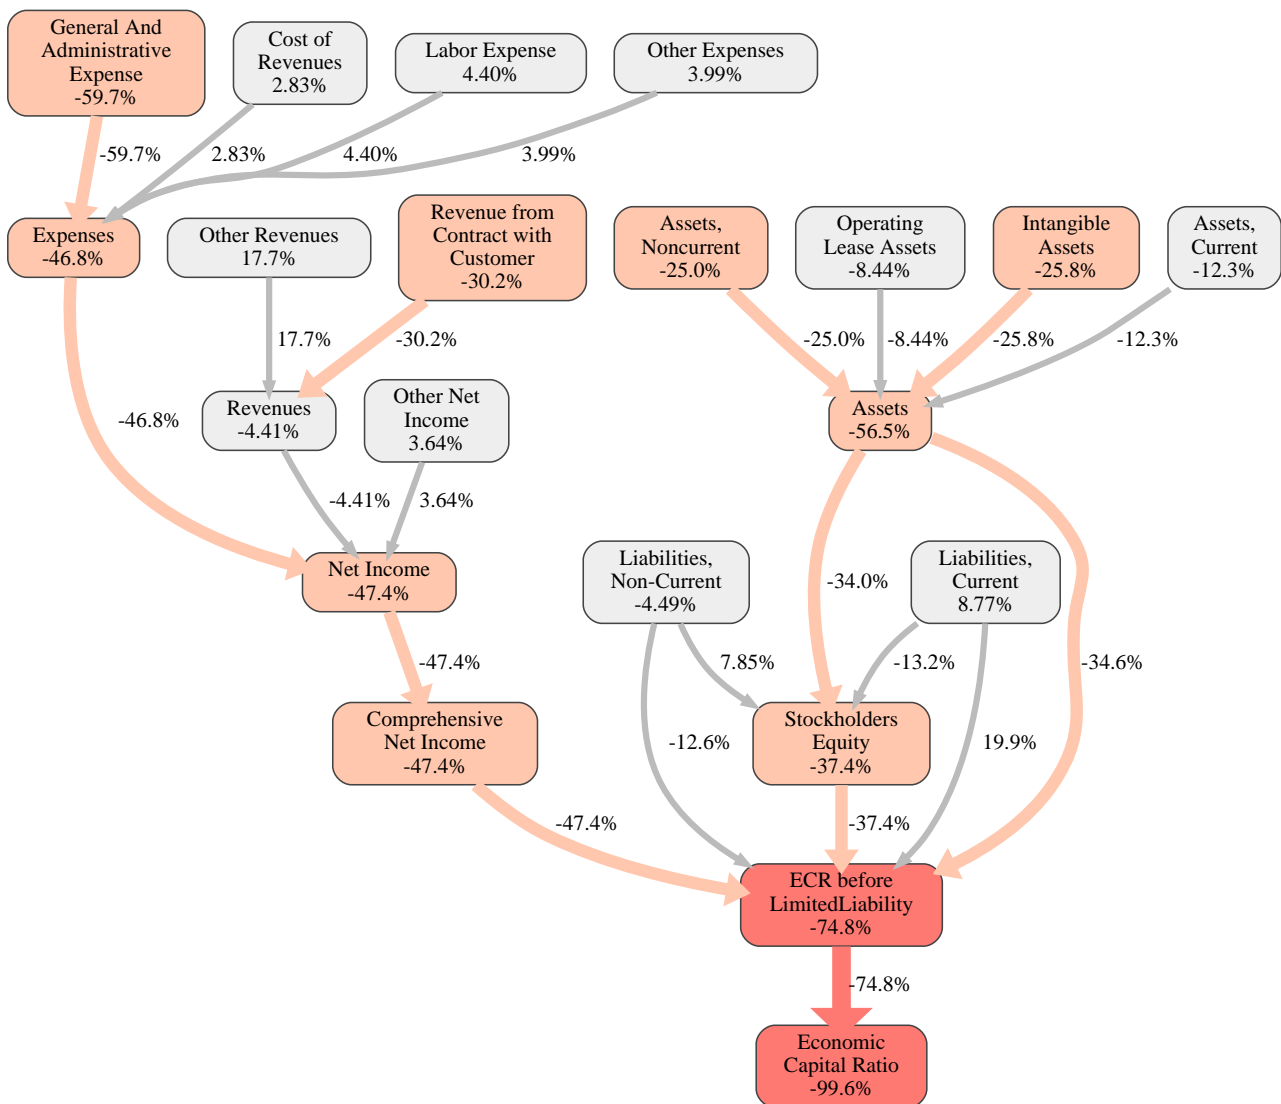 General And
Administrative
Expense
-59.7%
Cost of
Revenues
2.83%
Labor Expense
4.40%
Other Expenses
3.99%
-59.7%
2.83%
4.40%
3.99%
Expenses
-46.8%
Other Revenues
17.7%
Revenue from
Contract with
Customer
-30.2%
Assets,
Noncurrent
-25.0%
Operating
Lease Assets
-8.44%
Intangible
Assets
-25.8%
Assets,
Current
-12.3%
17.7%
-30.2%
-25.0%
-8.44%
-25.8%
-12.3%
-46.8%
Revenues
-4.41%
Other Net
Income
3.64%
Assets
-56.5%
-4.41%
3.64%
Net Income
-47.4%
Liabilities,
Non-Current
-4.49%
-34.0%
Liabilities,
Current
8.77%
-47.4%
7.85%
-13.2%
-34.6%
Comprehensive
Net Income
-47.4%
-12.6%
Stockholders
Equity
-37.4%
19.9%
-47.4%
-37.4%
ECR before
LimitedLiability
-74.8%
-74.8%
Economic
Capital Ratio
-99.6%